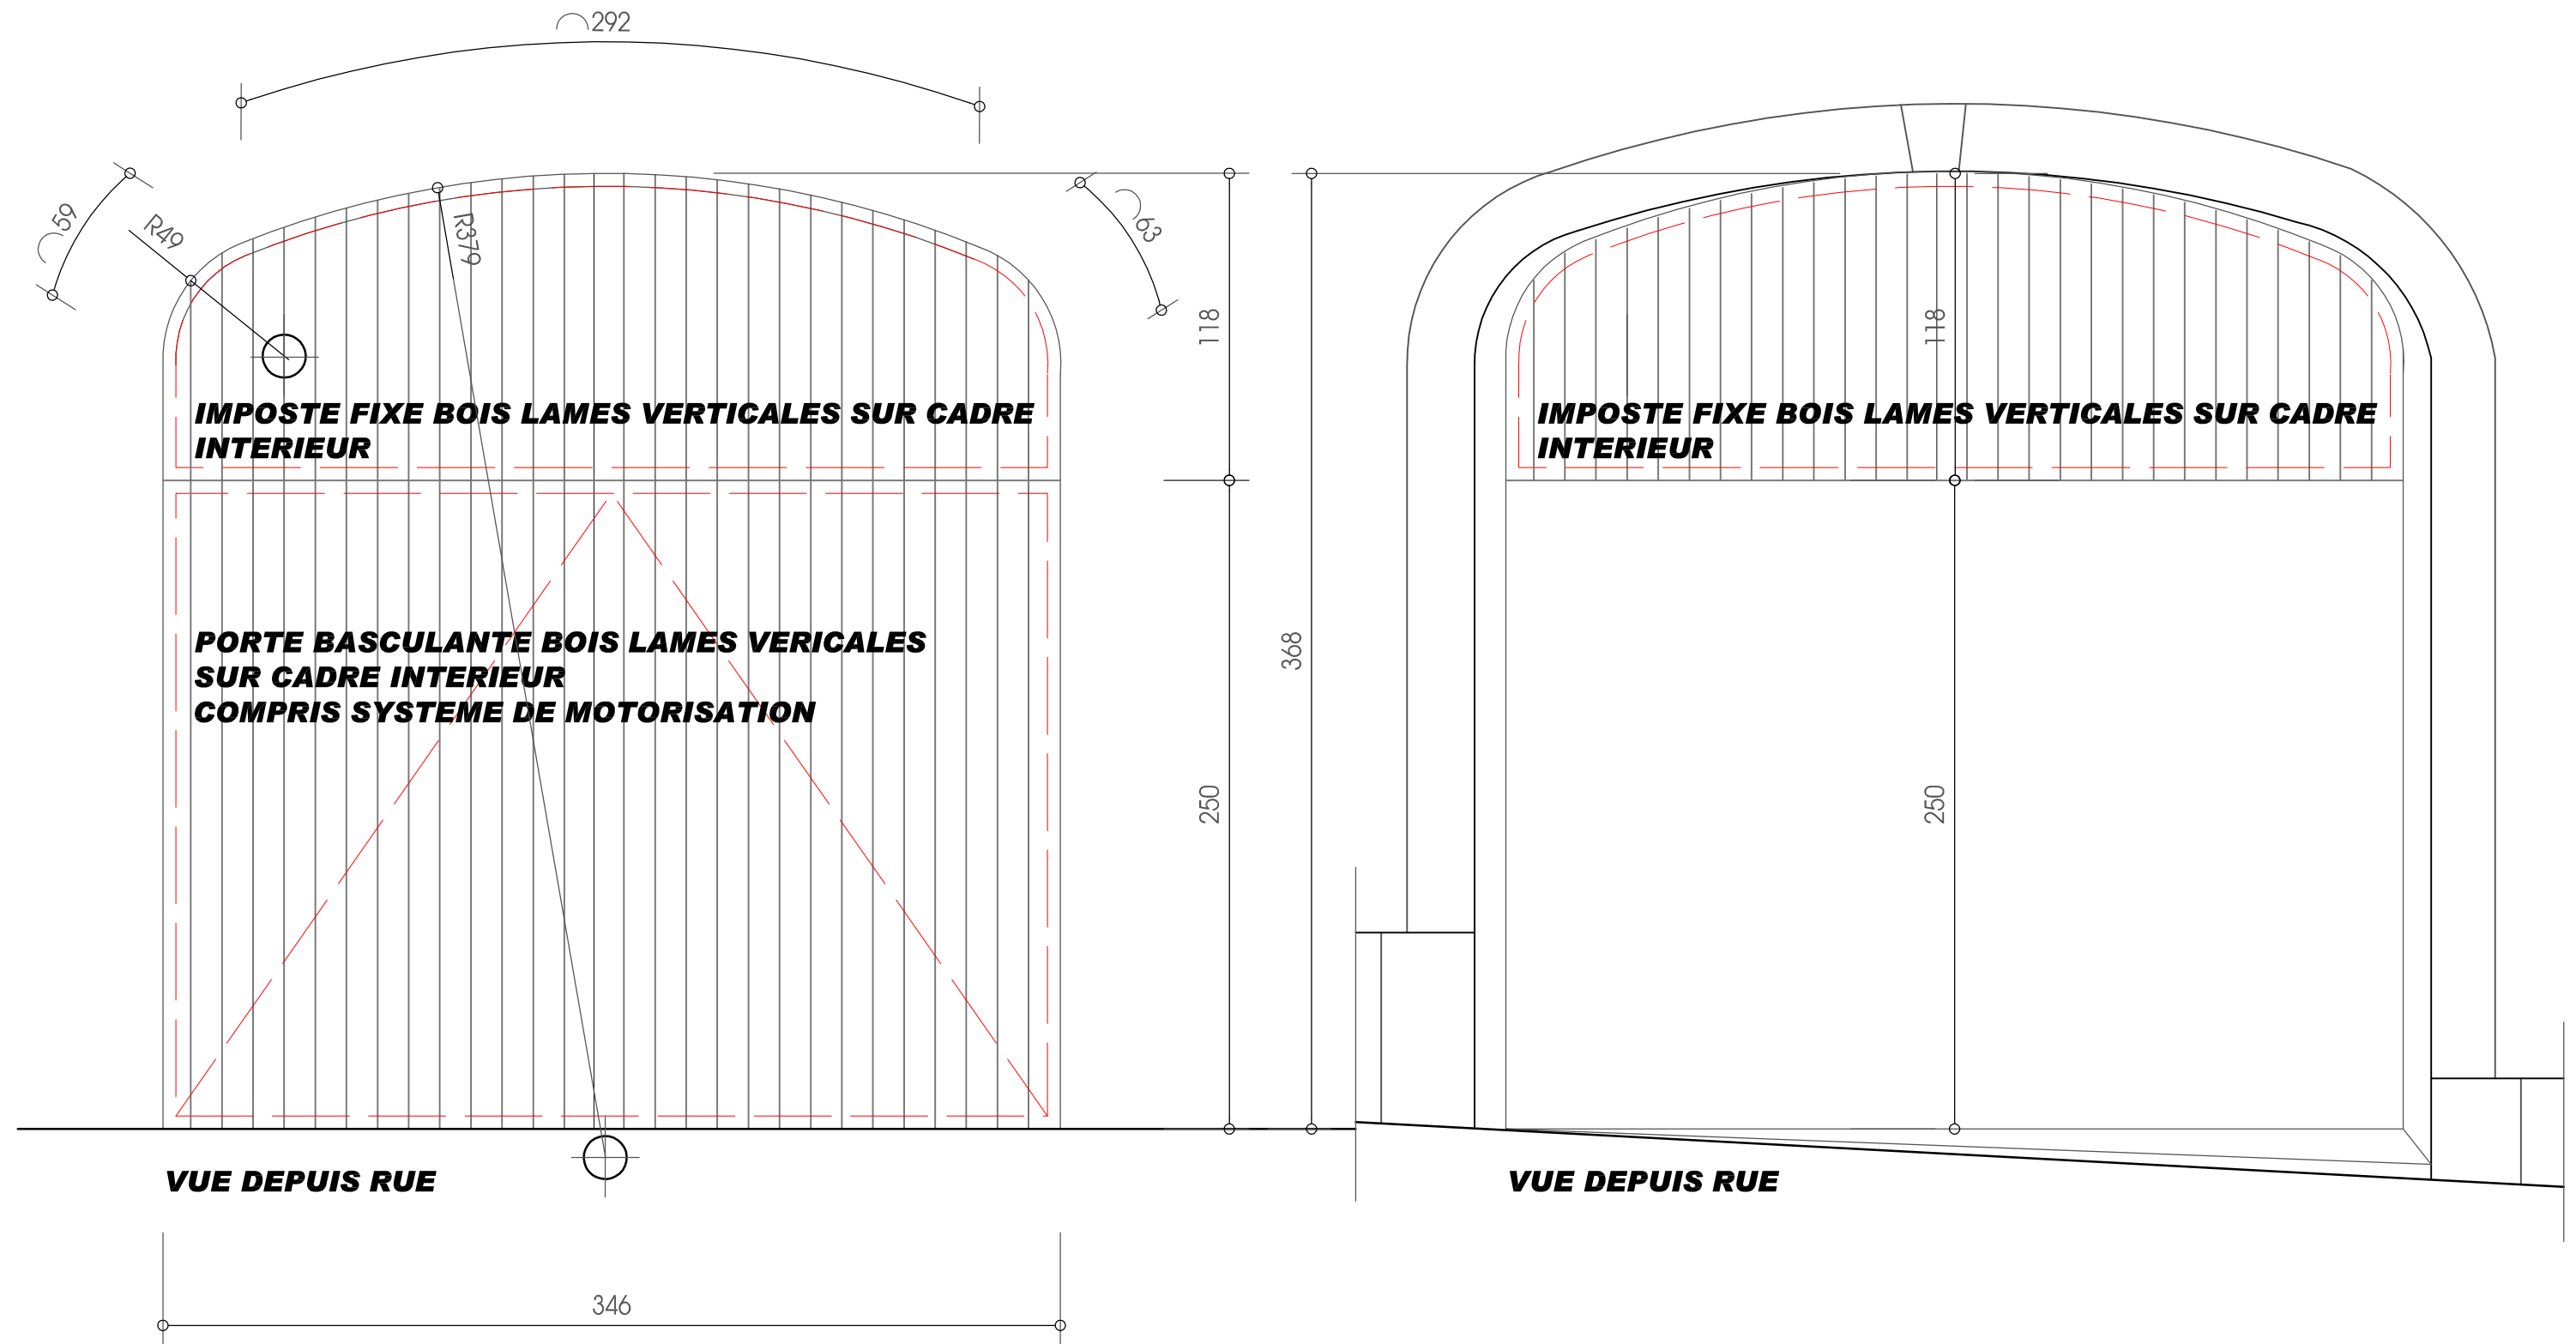 ⌒292
⌒59
R49
R379
⌒63
118
118
IMPOSTE FIXE BOIS LAMES VERTICALES SUR CADRE
INTERIEUR
IMPOSTE FIXE BOIS LAMES VERTICALES SUR CADRE
INTERIEUR
PORTE BASCULANTE BOIS LAMES VERICALES
SUR CADRE INTERIEUR
COMPRIS SYSTEME DE MOTORISATION
368
250
250
VUE DEPUIS RUE
VUE DEPUIS RUE
346